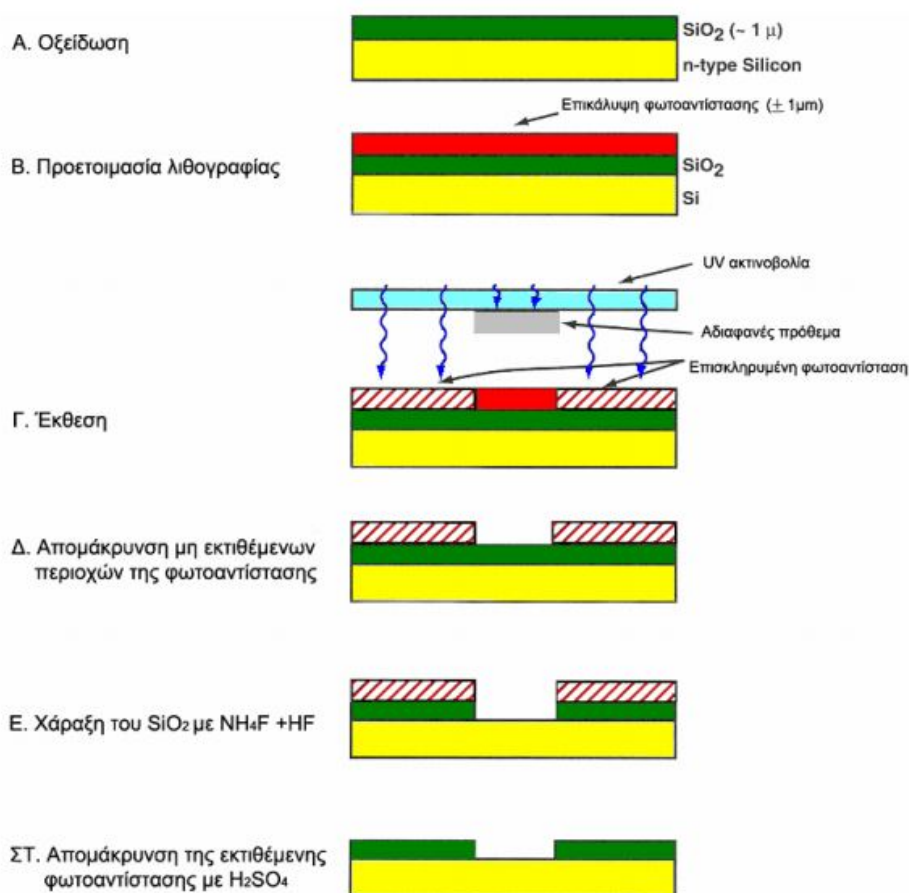 Α. Οξείδωση
SiO2 (~ 1 μ)
n-type Silicon
Επικάλυψη φωτοαντίστασης (± 1μm)
Β. Προετοιμασία λιθογραφίας
SiO2
Si
UV ακτινοβολία
Αδιαφανές πρόθεμα
Επισκληρυμένη φωτοαντίσταση
Γ. Έκθεση
Δ. Απομάκρυνση μη εκτιθέμενων
περιοχών της φωτοαντίστασης
Ε. Χάραξη του SiO2 με NH4F +HF
ΣΤ. Απομάκρυνση της εκτιθέμενης
φωτοαντίστασης με H2SO4